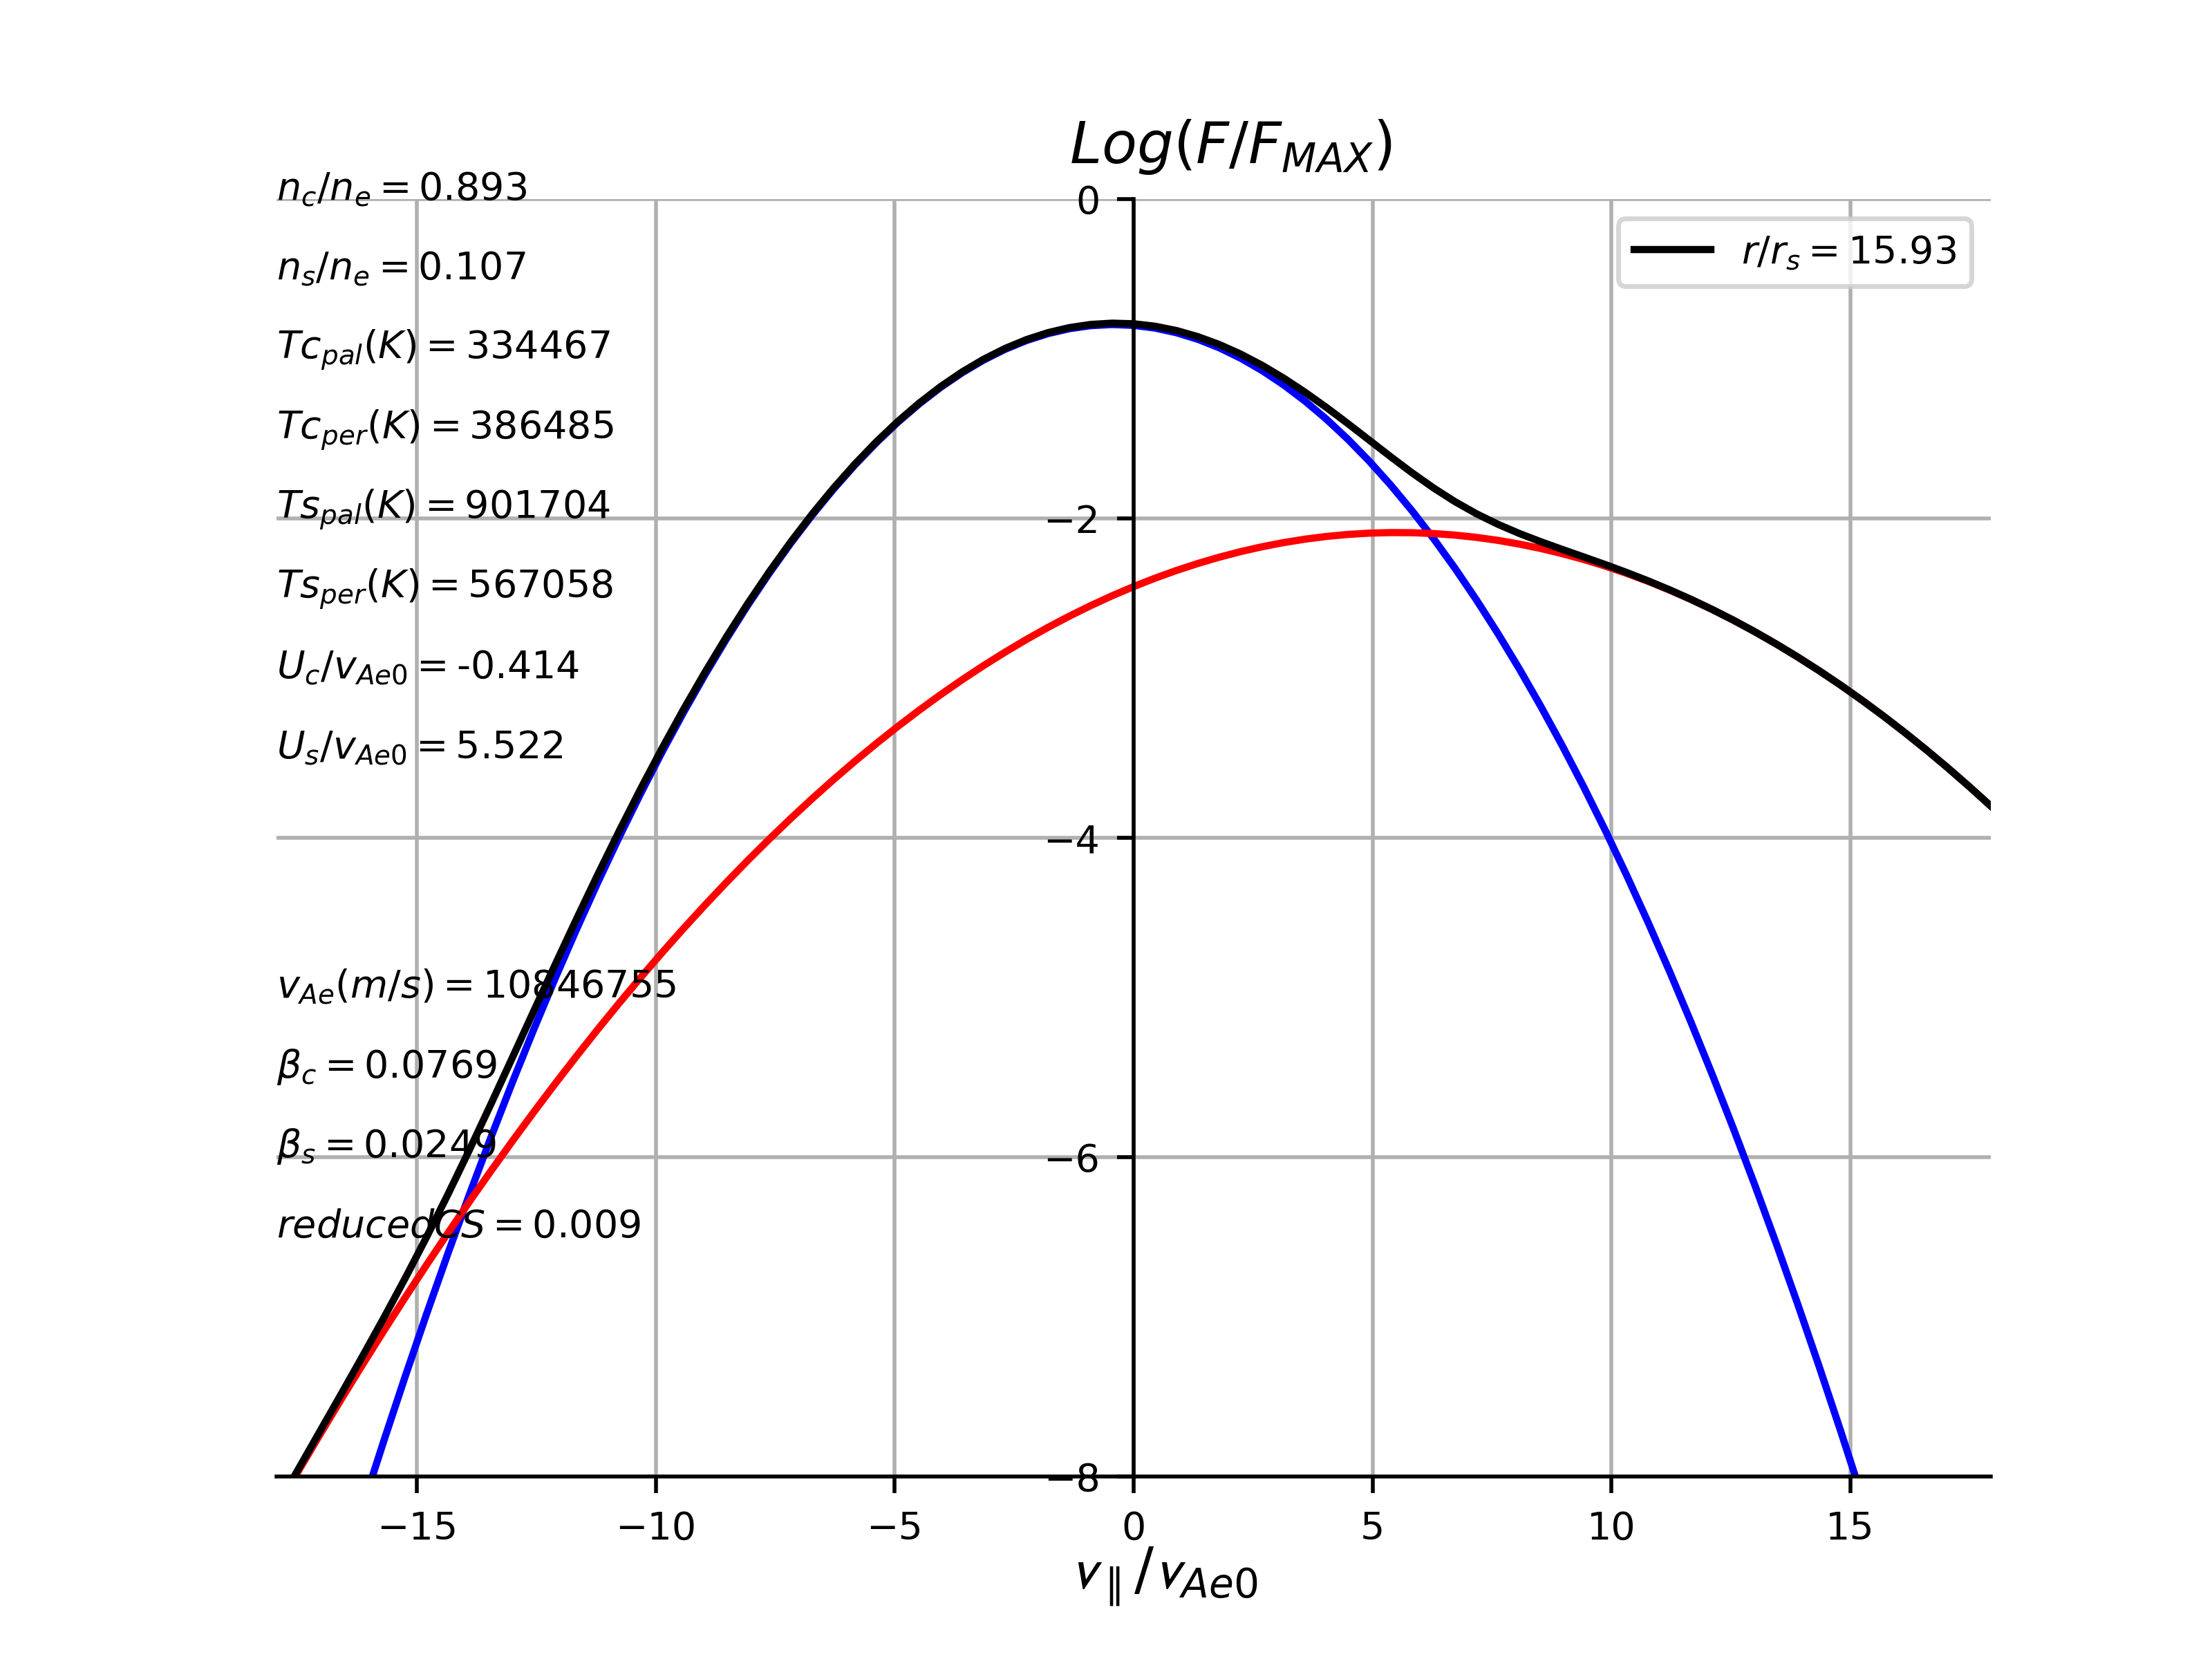 Log(F/F_MAX)
n_c/n_e = 0.893
n_s/n_e = 0.107
Tc_pal(K) = 334467
Tc_per(K) = 386485
Ts_pal(K) = 901704
Ts_per(K) = 567058
U_c/v_Ae0 = -0.414
U_s/v_Ae0 = 5.522
v_Ae(m/s) = 10846755
β_c = 0.0769
β_s = 0.0249
reducedCS = 0.009
r/r_s = 15.93
0
−2
−4
−6
−8
−15 −10 −5 0 5 10 15
v_∥/v_Ae0